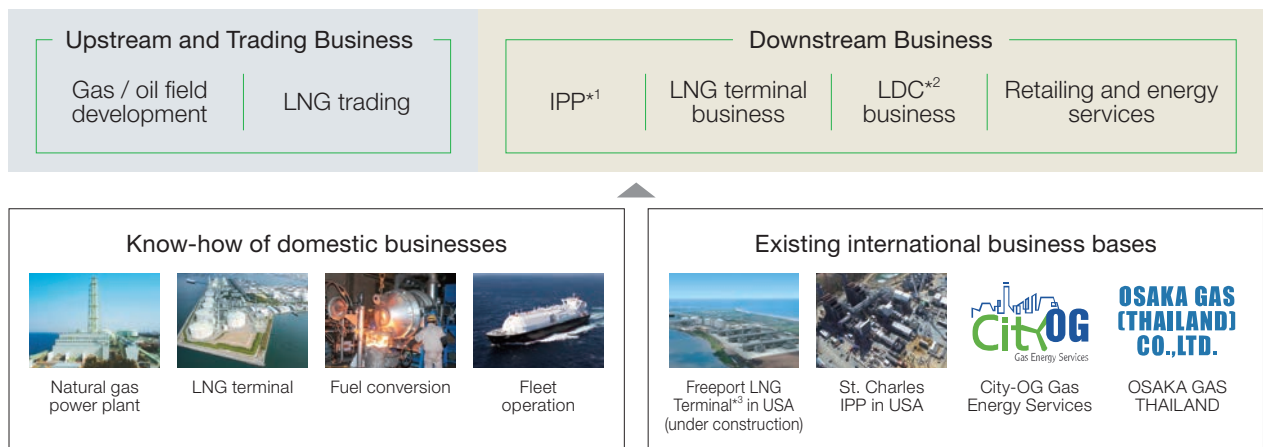 Upstream and Trading Business
Gas / oil field
development
LNG trading
Downstream Business
IPP*1
LNG terminal
business
LDC*2
business
Retailing and energy
services
Know-how of domestic businesses
Natural gas
power plant
LNG terminal
Fuel conversion
Fleet
operation
Existing international business bases
Freeport LNG
Terminal*3 in USA
(under construction)
St. Charles
IPP in USA
City OG
Gas Energy Services
City-OG Gas
Energy Services
OSAKA GAS
(THAILAND)
CO.,LTD.
OSAKA GAS
THAILAND